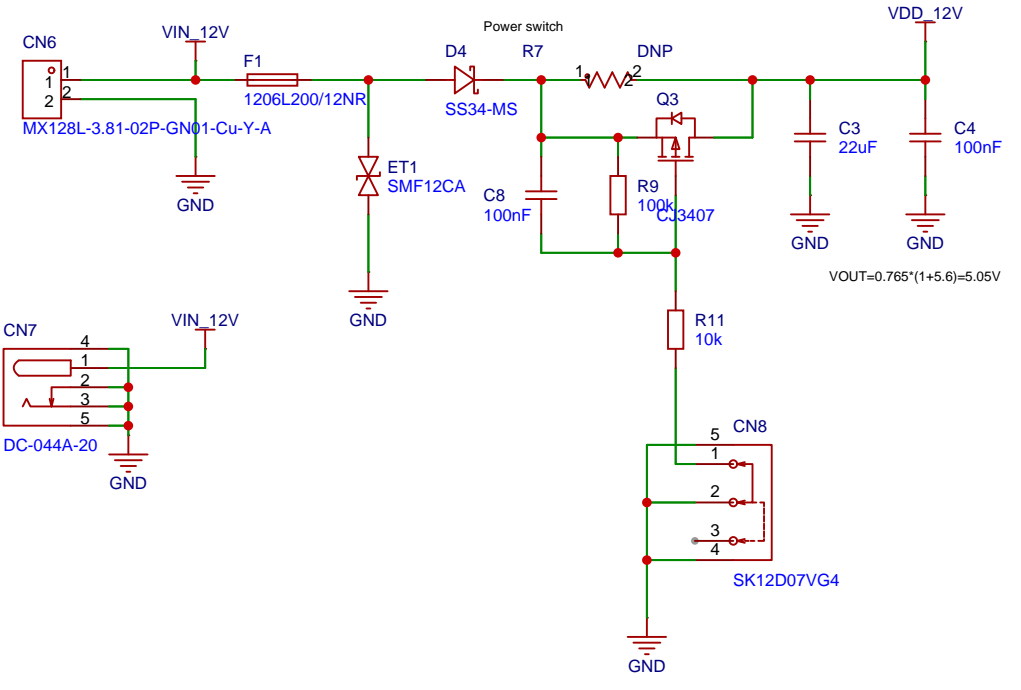 Power switch
VDD_12V
VIN_12V
CN6
1
2
1
2
MX128L-3.81-02P-GN01-Cu-Y-A
GND
F1
1206L200/12NR
D4
SS34-MS
R7
DNP
1
2
2
Q3
CJ3407
ET1
SMF12CA
GND
C8
100nF
R9
100k
C3
22uF
GND
C4
100nF
GND
VOUT=0.765*(1+5.6)=5.05V
VIN_12V
CN7
4
1
2
3
5
DC-044A-20
GND
R11
10k
CN8
5
1
2
3
4
SK12D07VG4
GND